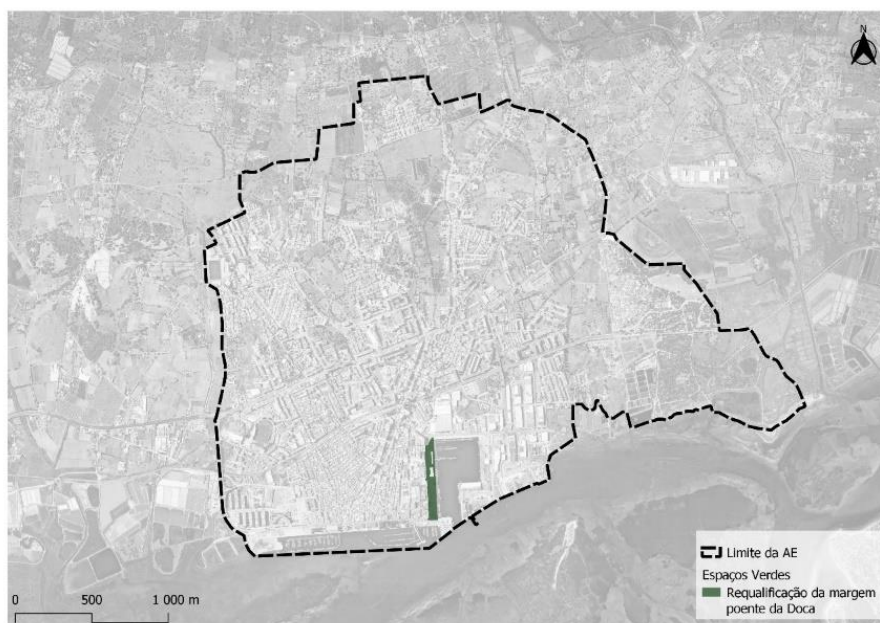 N
Limite da AE
Espaços Verdes
Requalificação da margem
poente da Doca
0 500 1 000 m